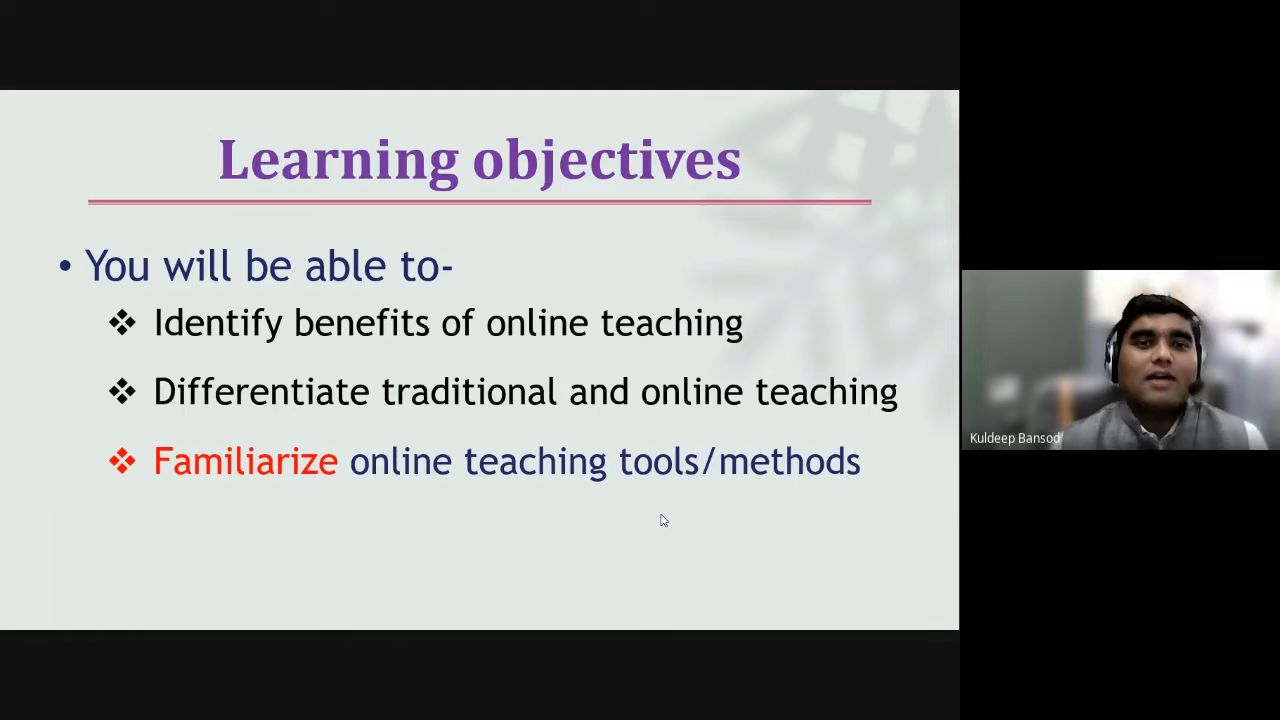 Learning objectives
• You will be able to-
❖ Identify benefits of online teaching
❖ Differentiate traditional and online teaching
❖ Familiarize online teaching tools/methods
Kuldeep Bansod